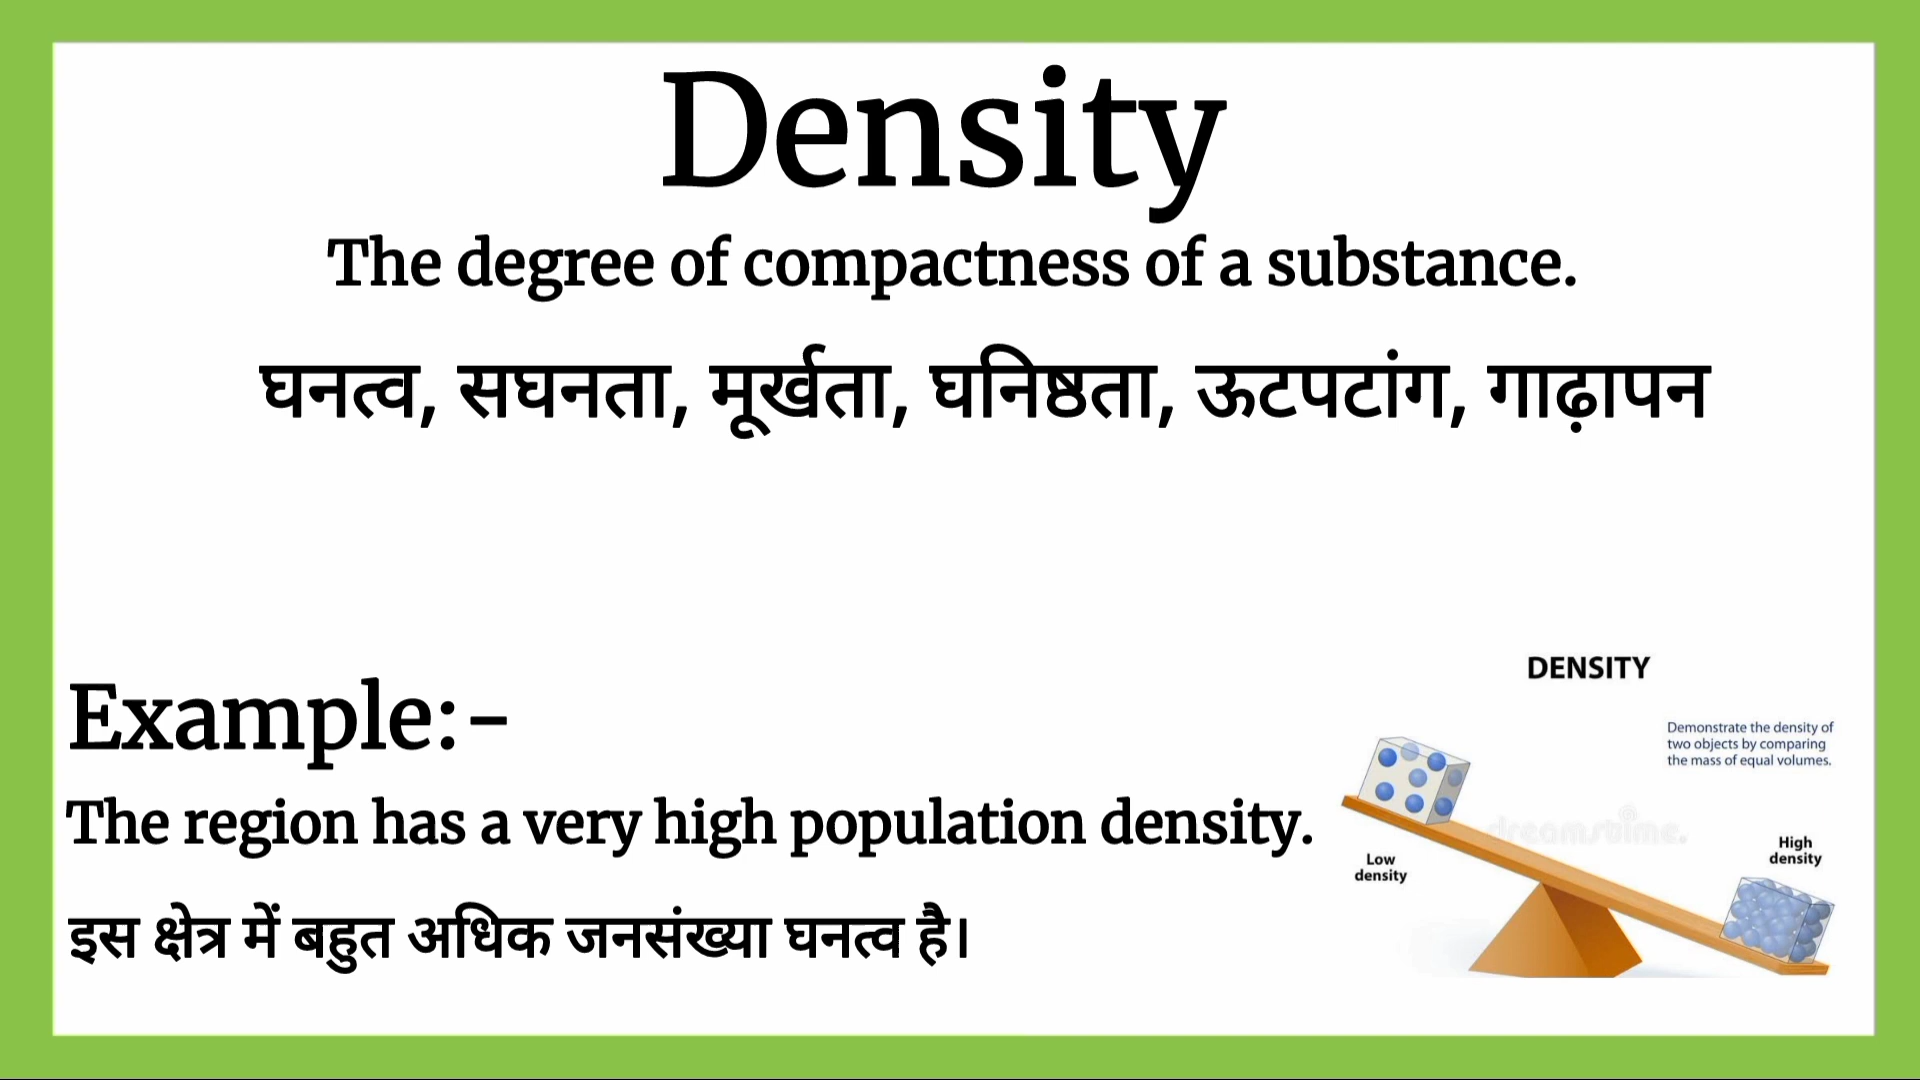 Density
The degree of compactness of a substance.
घनत्व, सघनता, मूर्खता, घनिष्ठता, ऊटपटांग, गाढ़ापन
Example:-
The region has a very high population density.
इस क्षेत्र में बहुत अधिक जनसंख्या घनत्व है।
DENSITY
Demonstrate the density of
two objects by comparing
the mass of equal volumes.
dreamstime.
Low
density
High
density